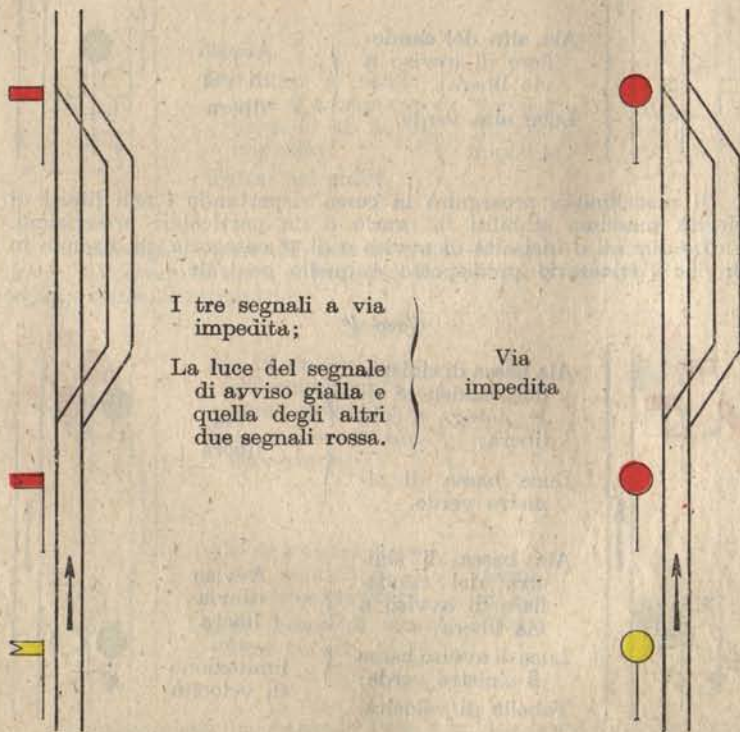 I tre segnali a via
impedita;
La luce del segnale
di avviso gialla e
quella degli altri
due segnali rossa.
Via
impedita